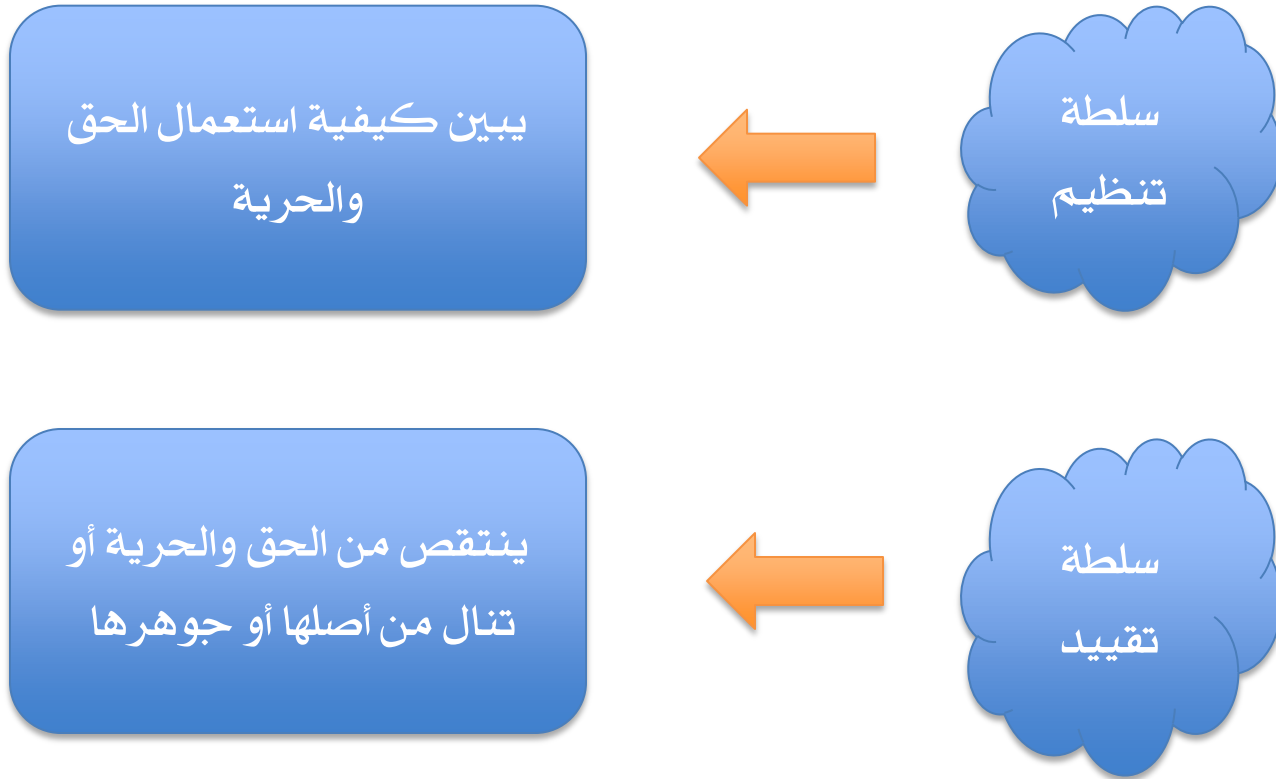 سلطة
تنظيم
يبين كيفية استعمال الحق
والحرية
سلطة
تقييد
ينتقص من الحق والحرية أو
تنال من أصلها أو جوهرها